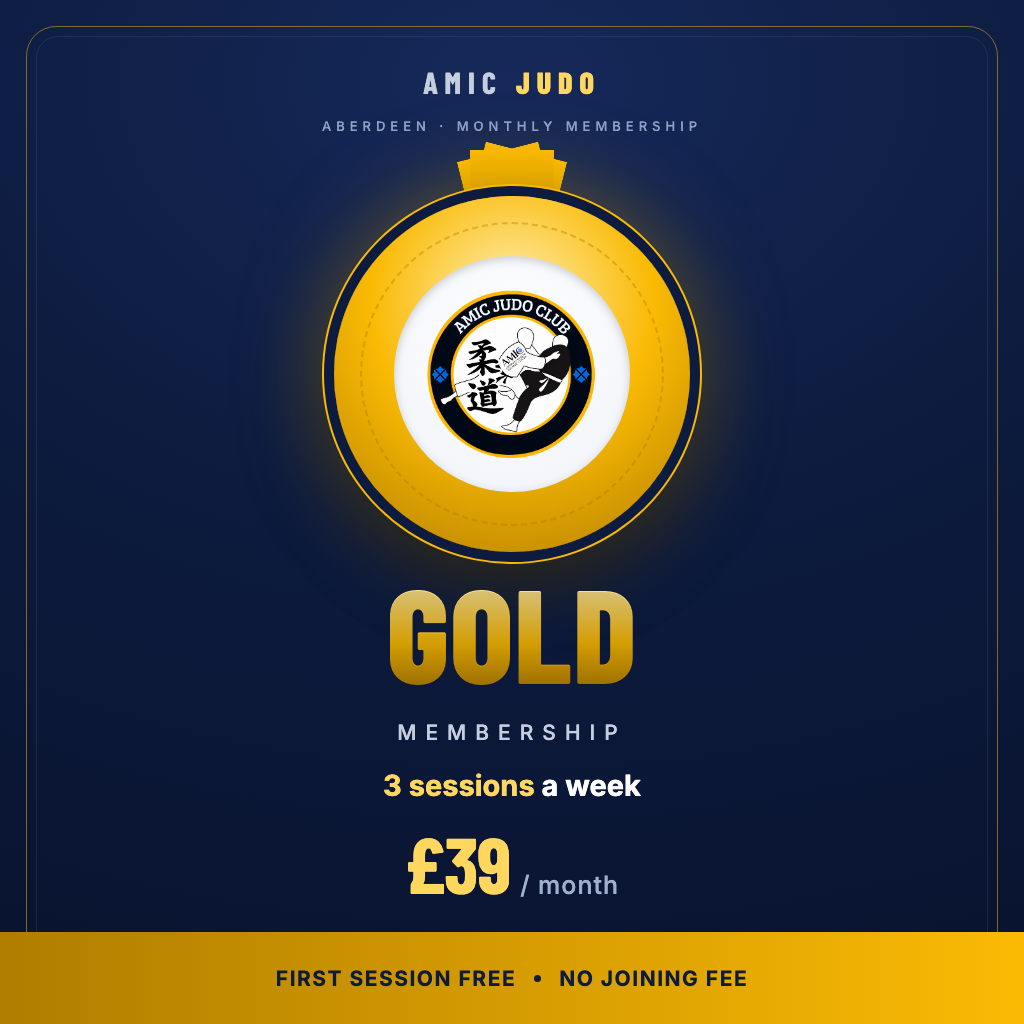 AMIC JUDO
ABERDEEN · MONTHLY MEMBERSHIP
AMIC JUDO CLUB
柔道
AMIC
GOLD
MEMBERSHIP
3 sessions a week
£39 / month
FIRST SESSION FREE • NO JOINING FEE